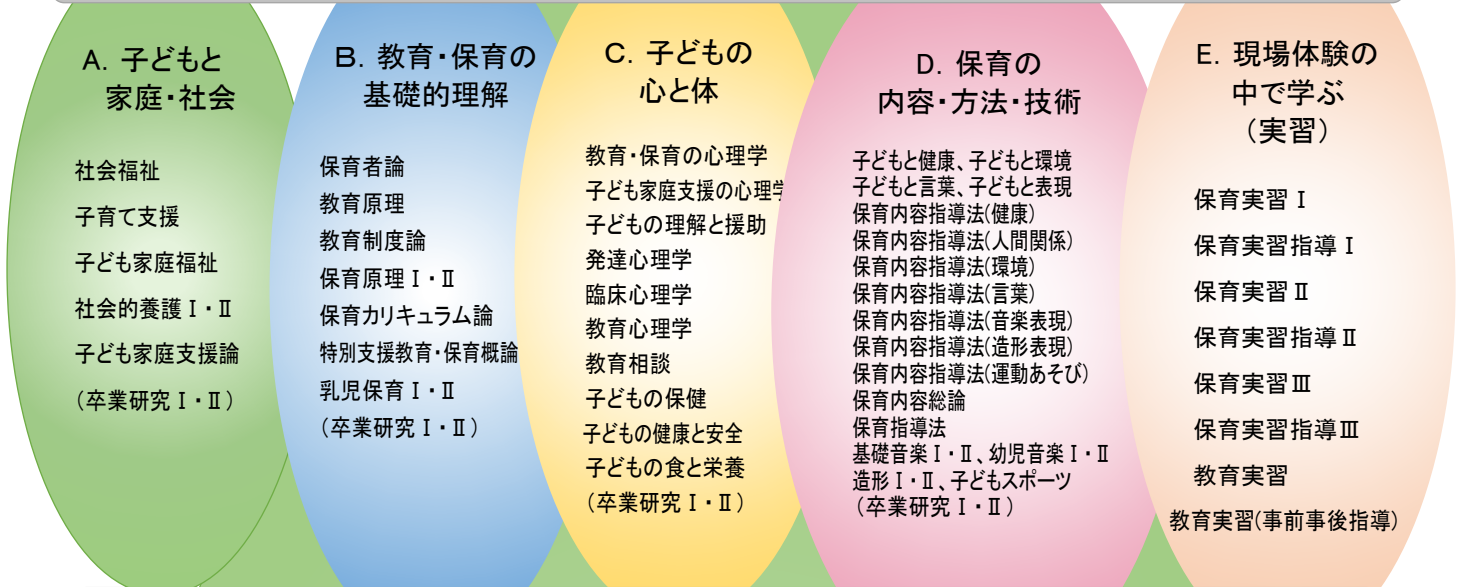 A. 子どもと
家庭・社会
社会福祉
子育て支援
子ども家庭福祉
社会的養護Ⅰ・Ⅱ
子ども家庭支援論
(卒業研究Ⅰ・Ⅱ)
B. 教育・保育の
基礎的理解
保育者論
教育原理
教育制度論
保育原理Ⅰ・Ⅱ
保育カリキュラム論
特別支援教育・保育概論
乳児保育Ⅰ・Ⅱ
(卒業研究Ⅰ・Ⅱ)
C. 子どもの
心と体
教育・保育の心理学
子ども家庭支援の心理学
子どもの理解と援助
発達心理学
臨床心理学
教育心理学
教育相談
子どもの保健
子どもの健康と安全
子どもの食と栄養
(卒業研究Ⅰ・Ⅱ)
D. 保育の
内容・方法・技術
子どもと健康、子どもと環境
子どもと言葉、子どもと表現
保育内容指導法(健康)
保育内容指導法(人間関係)
保育内容指導法(環境)
保育内容指導法(言葉)
保育内容指導法(音楽表現)
保育内容指導法(造形表現)
保育内容指導法(運動あそび)
保育内容総論
保育指導法
基礎音楽Ⅰ・Ⅱ、幼児音楽Ⅰ・Ⅱ
造形Ⅰ・Ⅱ、子どもスポーツ
(卒業研究Ⅰ・Ⅱ)
E. 現場体験の
中で学ぶ
(実習)
保育実習Ⅰ
保育実習指導Ⅰ
保育実習Ⅱ
保育実習指導Ⅱ
保育実習Ⅲ
保育実習指導Ⅲ
教育実習
教育実習(事前事後指導)